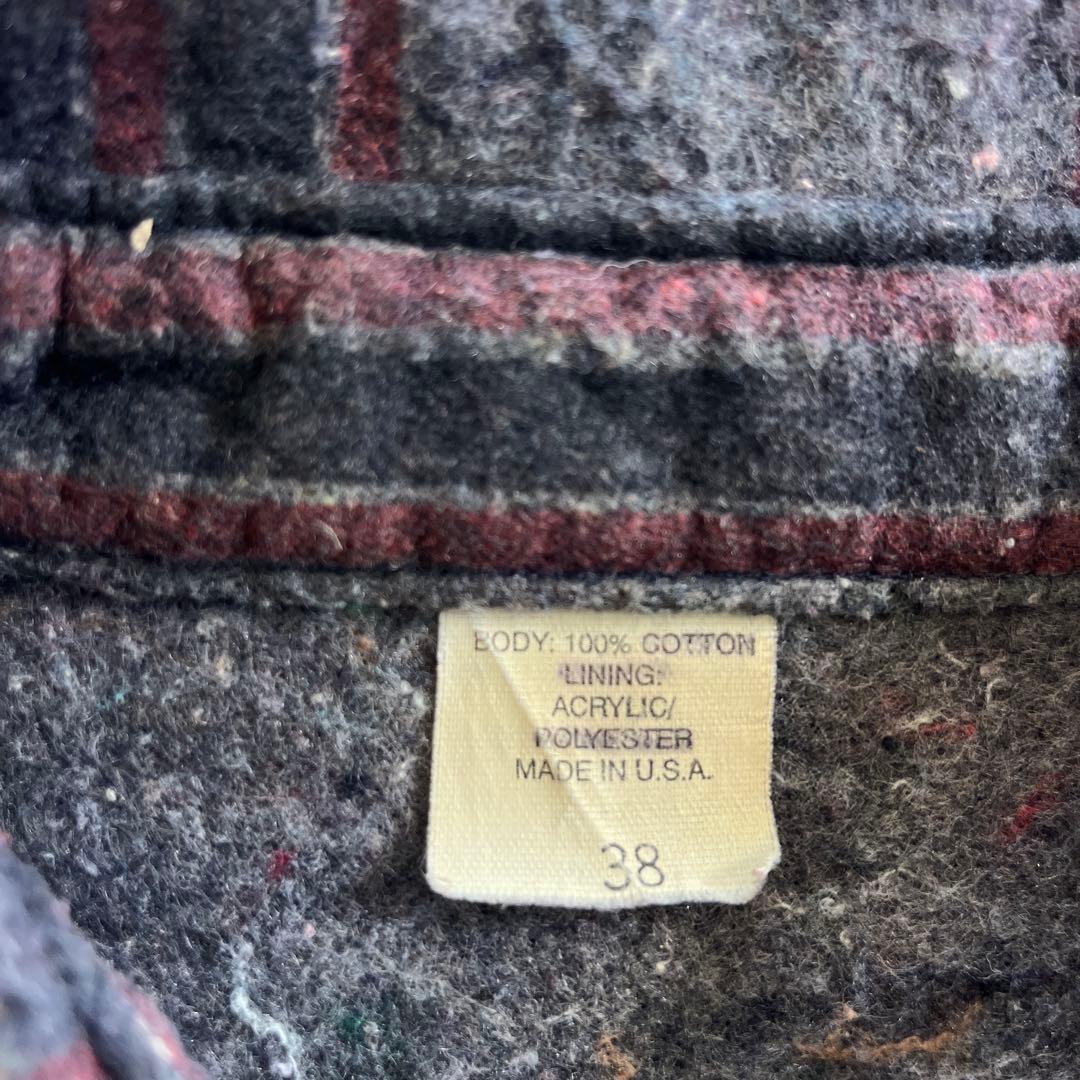 BODY: 100% COTTON
LINING:
ACRYLIC/
POLYESTER
MADE IN U.S.A.
38